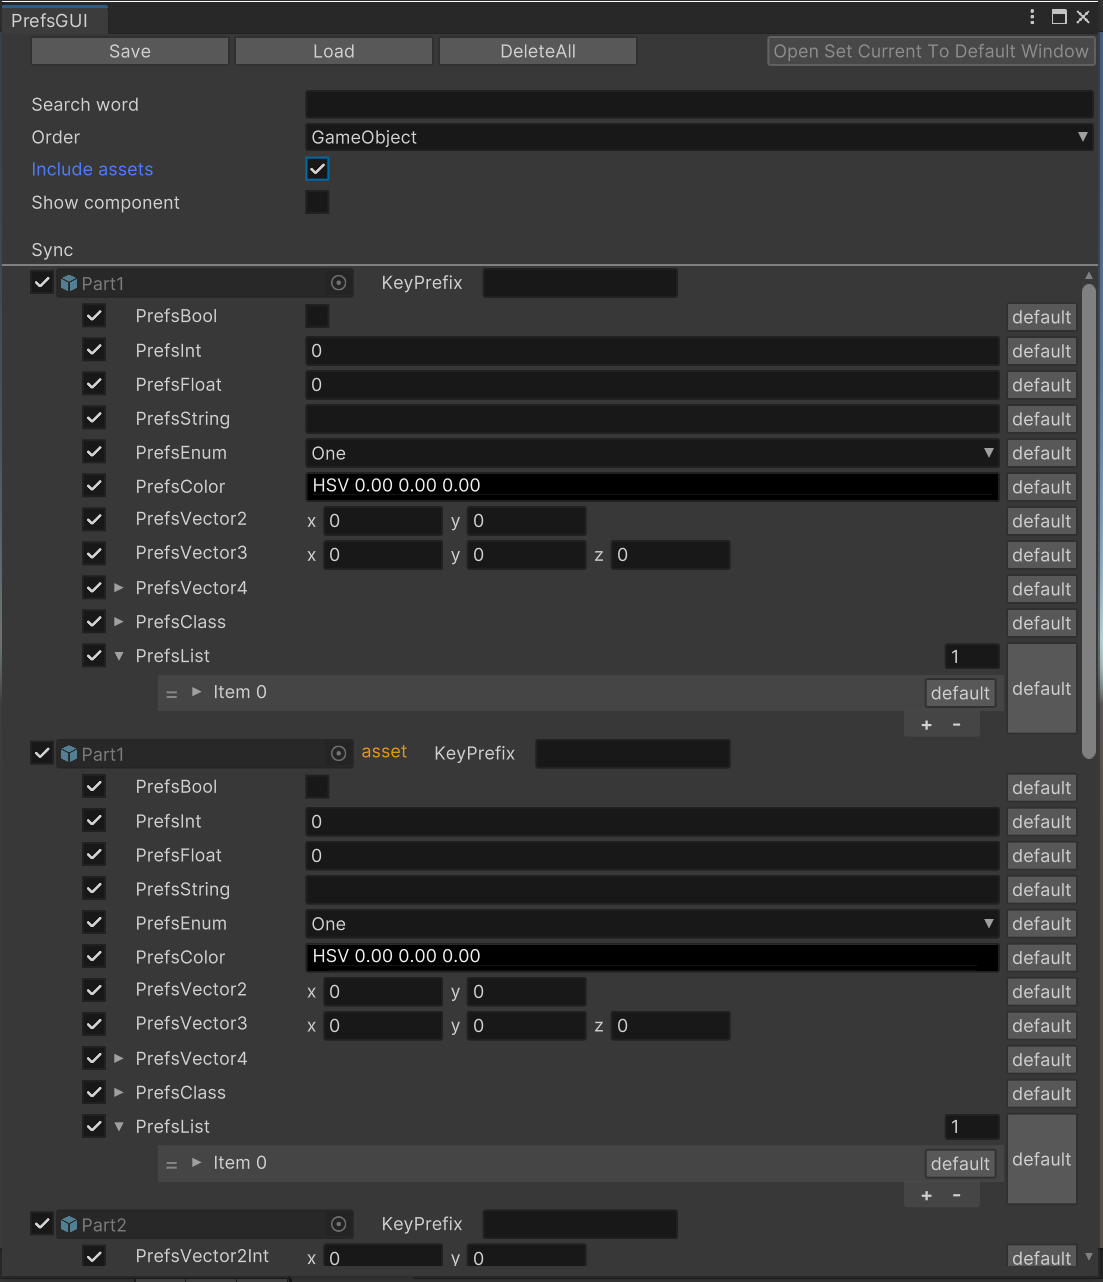 PrefsGUI
Save Load DeleteAll Open Set Current To Default Window
Search word
Order GameObject
Include assets
Show component
Sync
Part1 KeyPrefix
PrefsBool default
PrefsInt 0 default
PrefsFloat 0 default
PrefsString default
PrefsEnum One default
PrefsColor HSV 0.00 0.00 0.00 default
PrefsVector2 x 0 y 0 default
PrefsVector3 x 0 y 0 z 0 default
PrefsVector4 default
PrefsClass default
PrefsList 1 default
= Item 0 default
+ -
Part1 asset KeyPrefix
PrefsBool default
PrefsInt 0 default
PrefsFloat 0 default
PrefsString default
PrefsEnum One default
PrefsColor HSV 0.00 0.00 0.00 default
PrefsVector2 x 0 y 0 default
PrefsVector3 x 0 y 0 z 0 default
PrefsVector4 default
PrefsClass default
PrefsList 1 default
= Item 0 default
+ -
Part2 KeyPrefix
PrefsVector2Int x 0 y 0 default